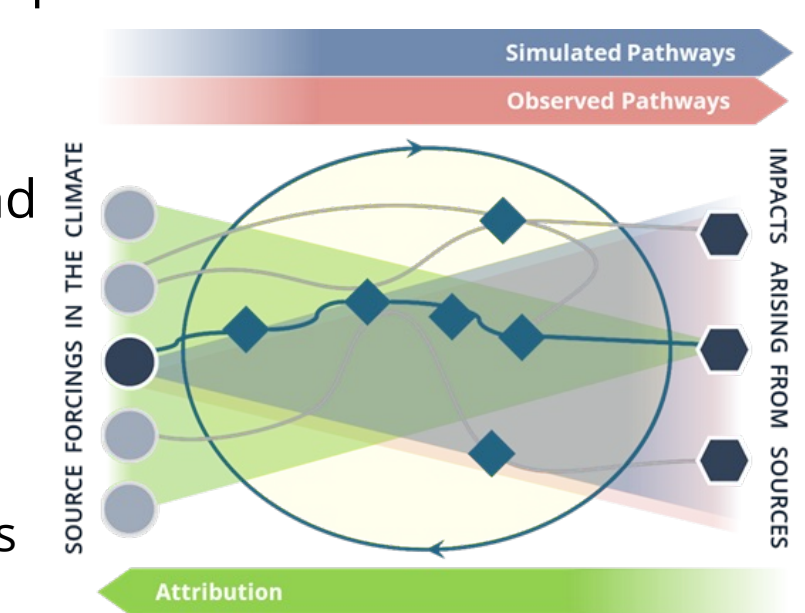 Simulated Pathways
Observed Pathways
SOURCE FORCINGS IN THE CLIMATE
IMPACTS ARISING FROM SOURCES
Attribution